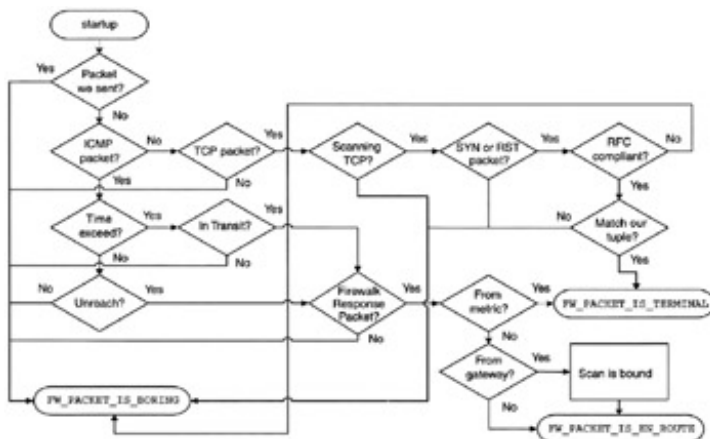 startup
Yes
Packet
we sent?
No
ICMP
packet?
No
TCP packet?
Yes
Scanning
TCP?
Yes
SYN or RST
packet?
Yes
RFC
compliant?
No
Yes
No
Yes
Time
exceed?
Yes
In Transit?
Yes
No
Match our
tuple?
No
No
Yes
No
Unreach?
Yes
Firewalk
Response
Packet?
Yes
From
metric?
Yes
FW_PACKET_IS_TERMINAL
No
No
From
gateway?
Yes
Scan is bound
FW_PACKET_IS_BORING
No
FW_PACKET_IS_EN_ROUTE